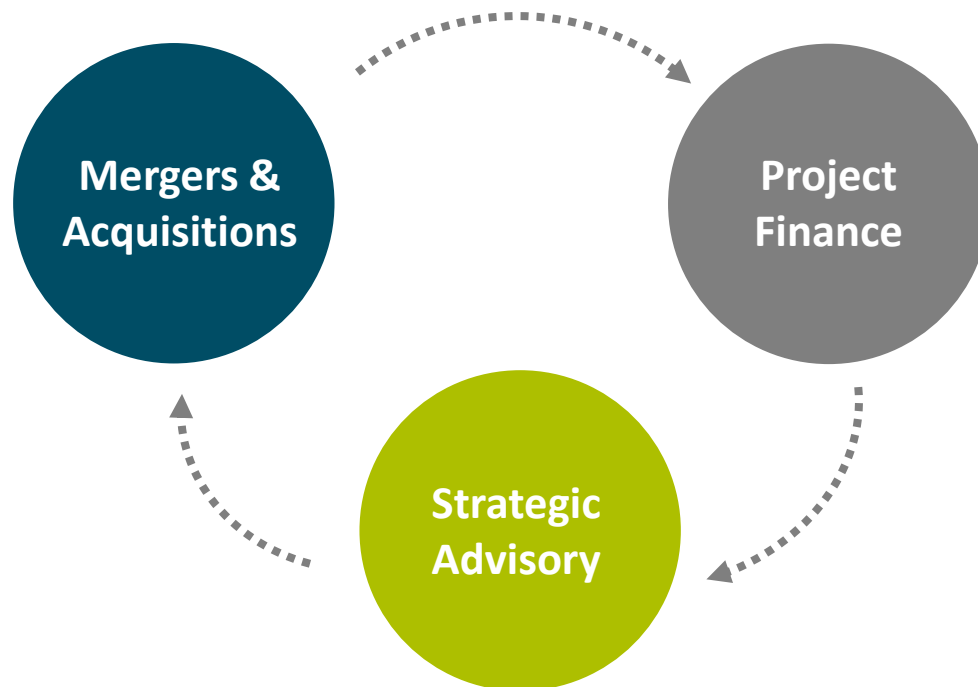 Mergers &
Acquisitions
Project
Finance
Strategic
Advisory